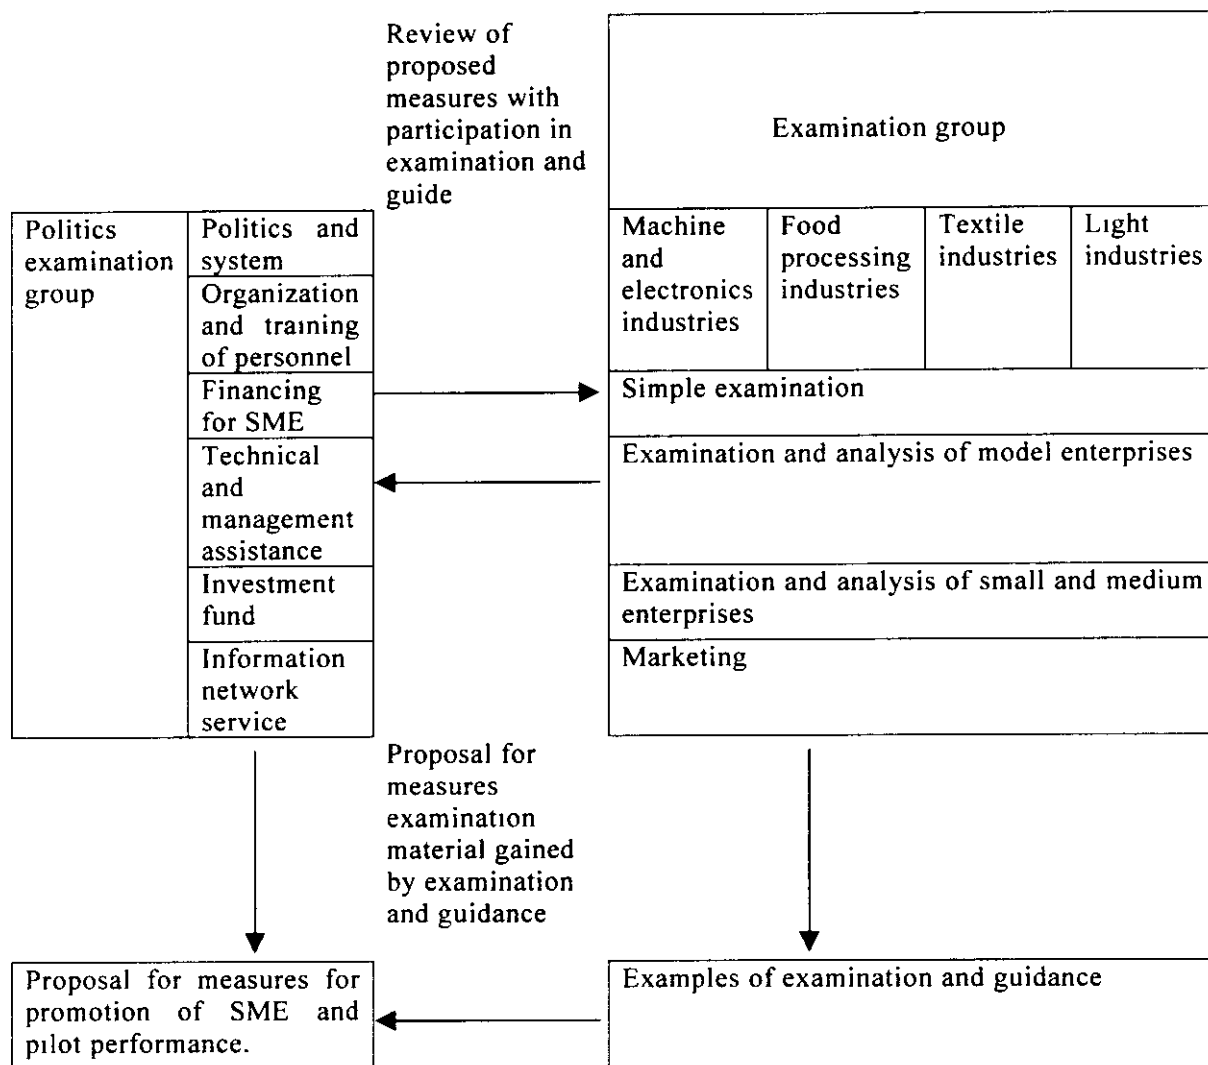 Review of
proposed
measures with
participation in
examination and
guide
Examination group
Politics
examination
group
Politics and
system
Organization
and training
of personnel
Financing
for SME
Technical
and
management
assistance
Investment
fund
Information
network
service
Machine
and
electronics
industries
Food
processing
industries
Textile
industries
Light
industries
Simple examination
Examination and analysis of model enterprises
Examination and analysis of small and medium
enterprises
Marketing
Proposal for
measures
examination
material gained
by examination
and guidance
Proposal for measures for
promotion of SME and
pilot performance.
Examples of examination and guidance